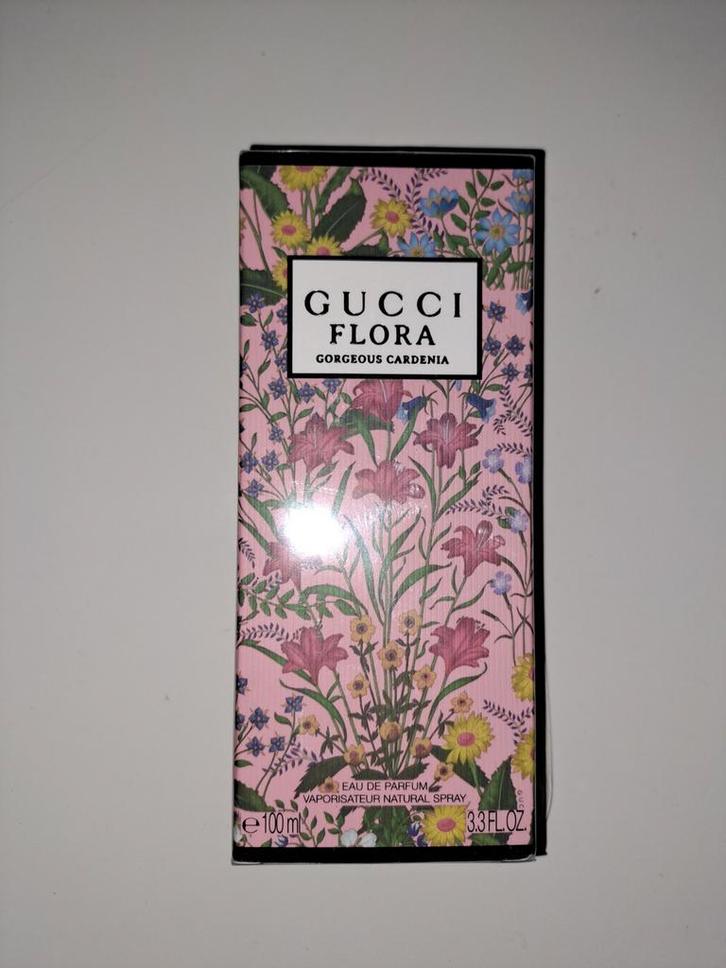 GUCCI
FLORA
GORGEOUS CARDENIA
EAU DE PARFUM
VAPORISATEUR NATURAL SPRAY
℮100 ml 3.3 FL.OZ.